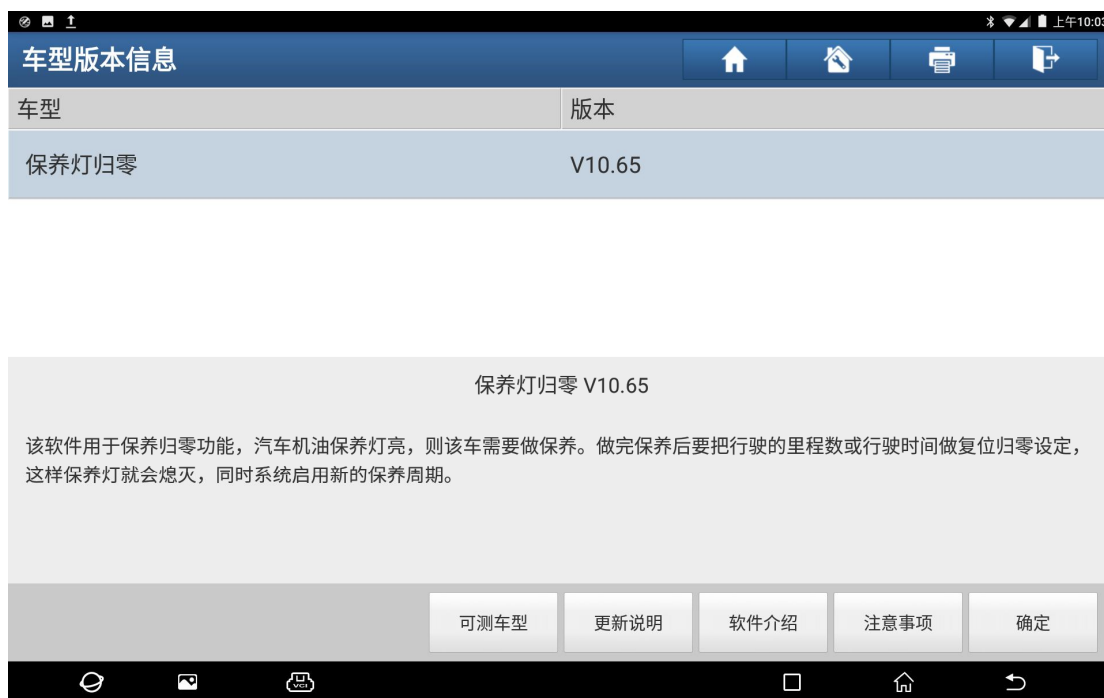 上午10:03
车型版本信息
车型 版本
保养灯归零 V10.65
保养灯归零 V10.65
该软件用于保养归零功能，汽车机油保养灯亮，则该车需要做保养。做完保养后要把行驶的里程数或行驶时间做复位归零设定，
这样保养灯就会熄灭，同时系统启用新的保养周期。
可测车型 更新说明 软件介绍 注意事项 确定
VCI